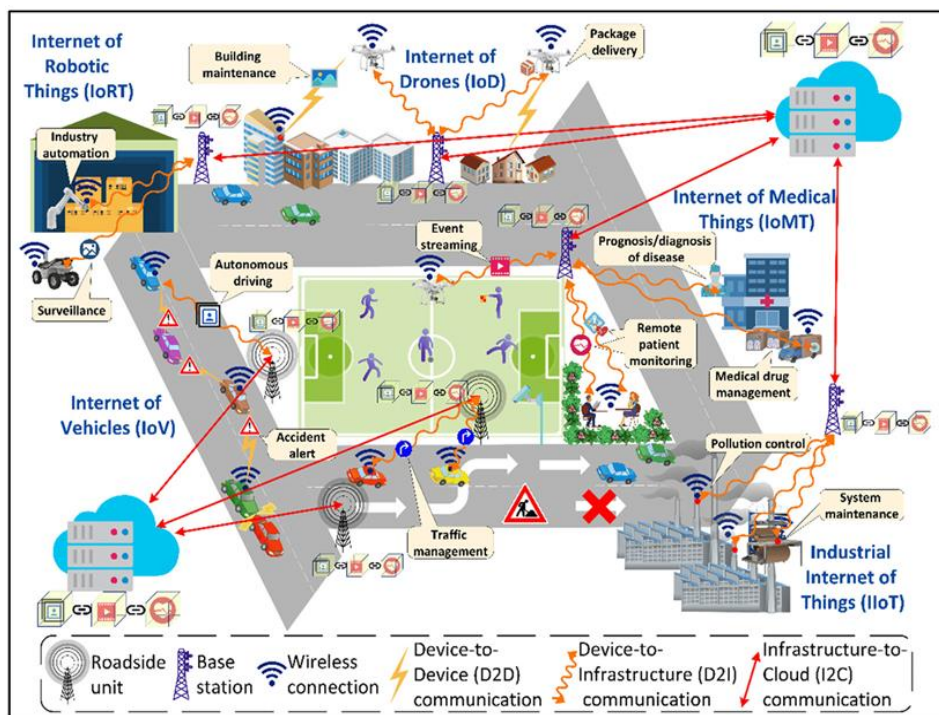 Internet of
Robotic
Things (IoRT)
Building
maintenance
Internet of
Drones (IoD)
Package
delivery
Industry
automation
Internet of Medical
Things (IoMT)
Event
streaming
Prognosis/diagnosis
of disease
Surveillance
Autonomous
driving
Remote
patient
monitoring
Medical drug
management
Internet of
Vehicles (IoV)
Accident
alert
Pollution control
Traffic
management
System
maintenance
Industrial
Internet of
Things (IIoT)
Roadside
unit
Base
station
Wireless
connection
Device-to-
Device (D2D)
communication
Device-to-
Infrastructure (D2I)
communication
Infrastructure-to-
Cloud (I2C)
communication